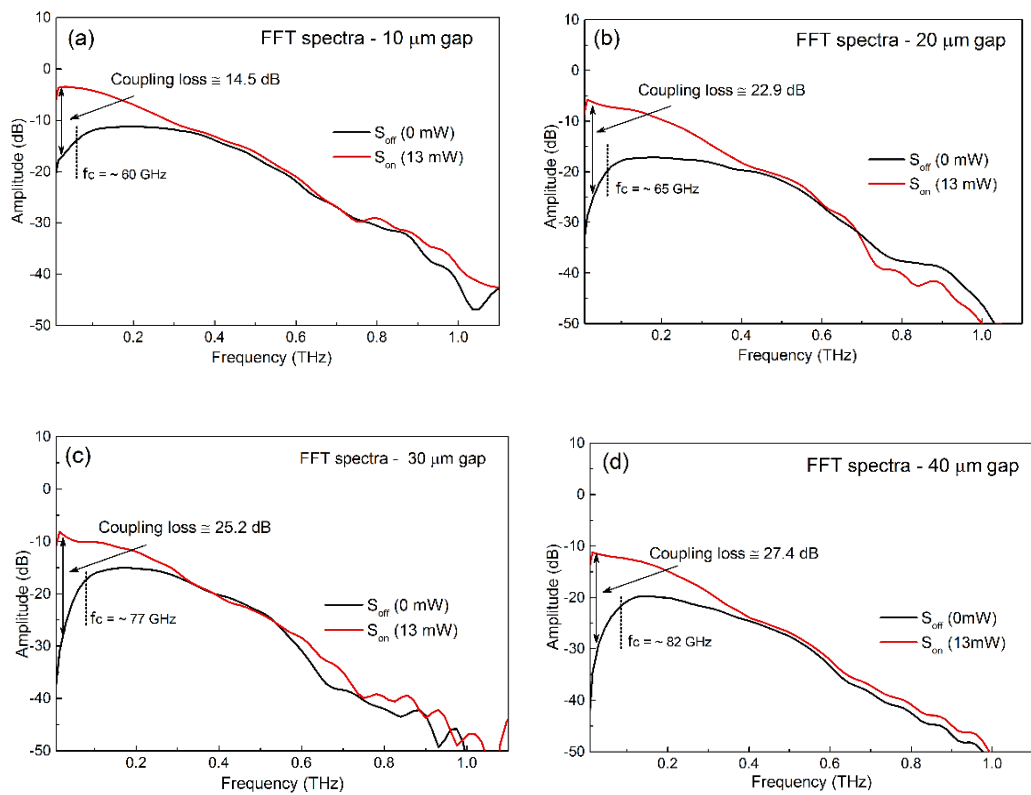 (a)
FFT spectra - 10 μm gap
Coupling loss ≅ 14.5 dB
S_off (0 mW)
S_on (13 mW)
fc = ~ 60 GHz
Amplitude (dB)
10
0
-10
-20
-30
-40
-50
0.2 0.4 0.6 0.8 1.0
Frequency (THz)
(b)
FFT spectra - 20 μm gap
Coupling loss ≅ 22.9 dB
S_off (0 mW)
S_on (13 mW)
fc = ~ 65 GHz
Amplitude (dB)
10
0
-10
-20
-30
-40
-50
0.2 0.4 0.6 0.8 1.0
Frequency (THz)
(c)
FFT spectra - 30 μm gap
Coupling loss ≅ 25.2 dB
S_off (0 mW)
S_on (13 mW)
fc = ~ 77 GHz
Amplitude (dB)
10
0
-10
-20
-30
-40
-50
0.2 0.4 0.6 0.8 1.0
Frequency (THz)
(d)
FFT spectra - 40 μm gap
Coupling loss ≅ 27.4 dB
S_off (0mW)
S_on (13mW)
fc = ~ 82 GHz
Amplitude (dB)
10
0
-10
-20
-30
-40
-50
0.2 0.4 0.6 0.8 1.0
Frequency (THz)